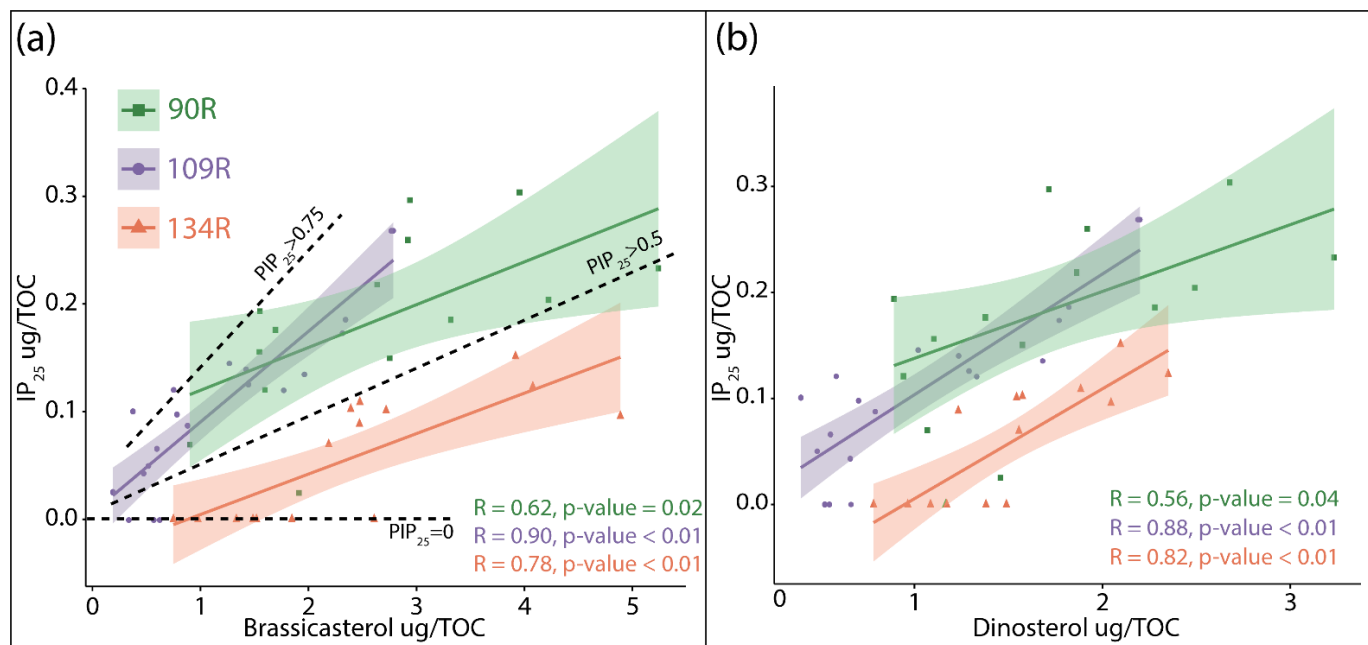 (a)
IP25 ug/TOC
0.4
0.3
0.2
0.1
0.0
90R
109R
134R
PIP25>0.75
PIP25>0.5
PIP25=0
R = 0.62, p-value = 0.02
R = 0.90, p-value < 0.01
R = 0.78, p-value < 0.01
0 1 2 3 4 5
Brassicasterol ug/TOC
(b)
IP25 ug/TOC
0.3
0.2
0.1
0.0
R = 0.56, p-value = 0.04
R = 0.88, p-value < 0.01
R = 0.82, p-value < 0.01
1 2 3
Dinosterol ug/TOC